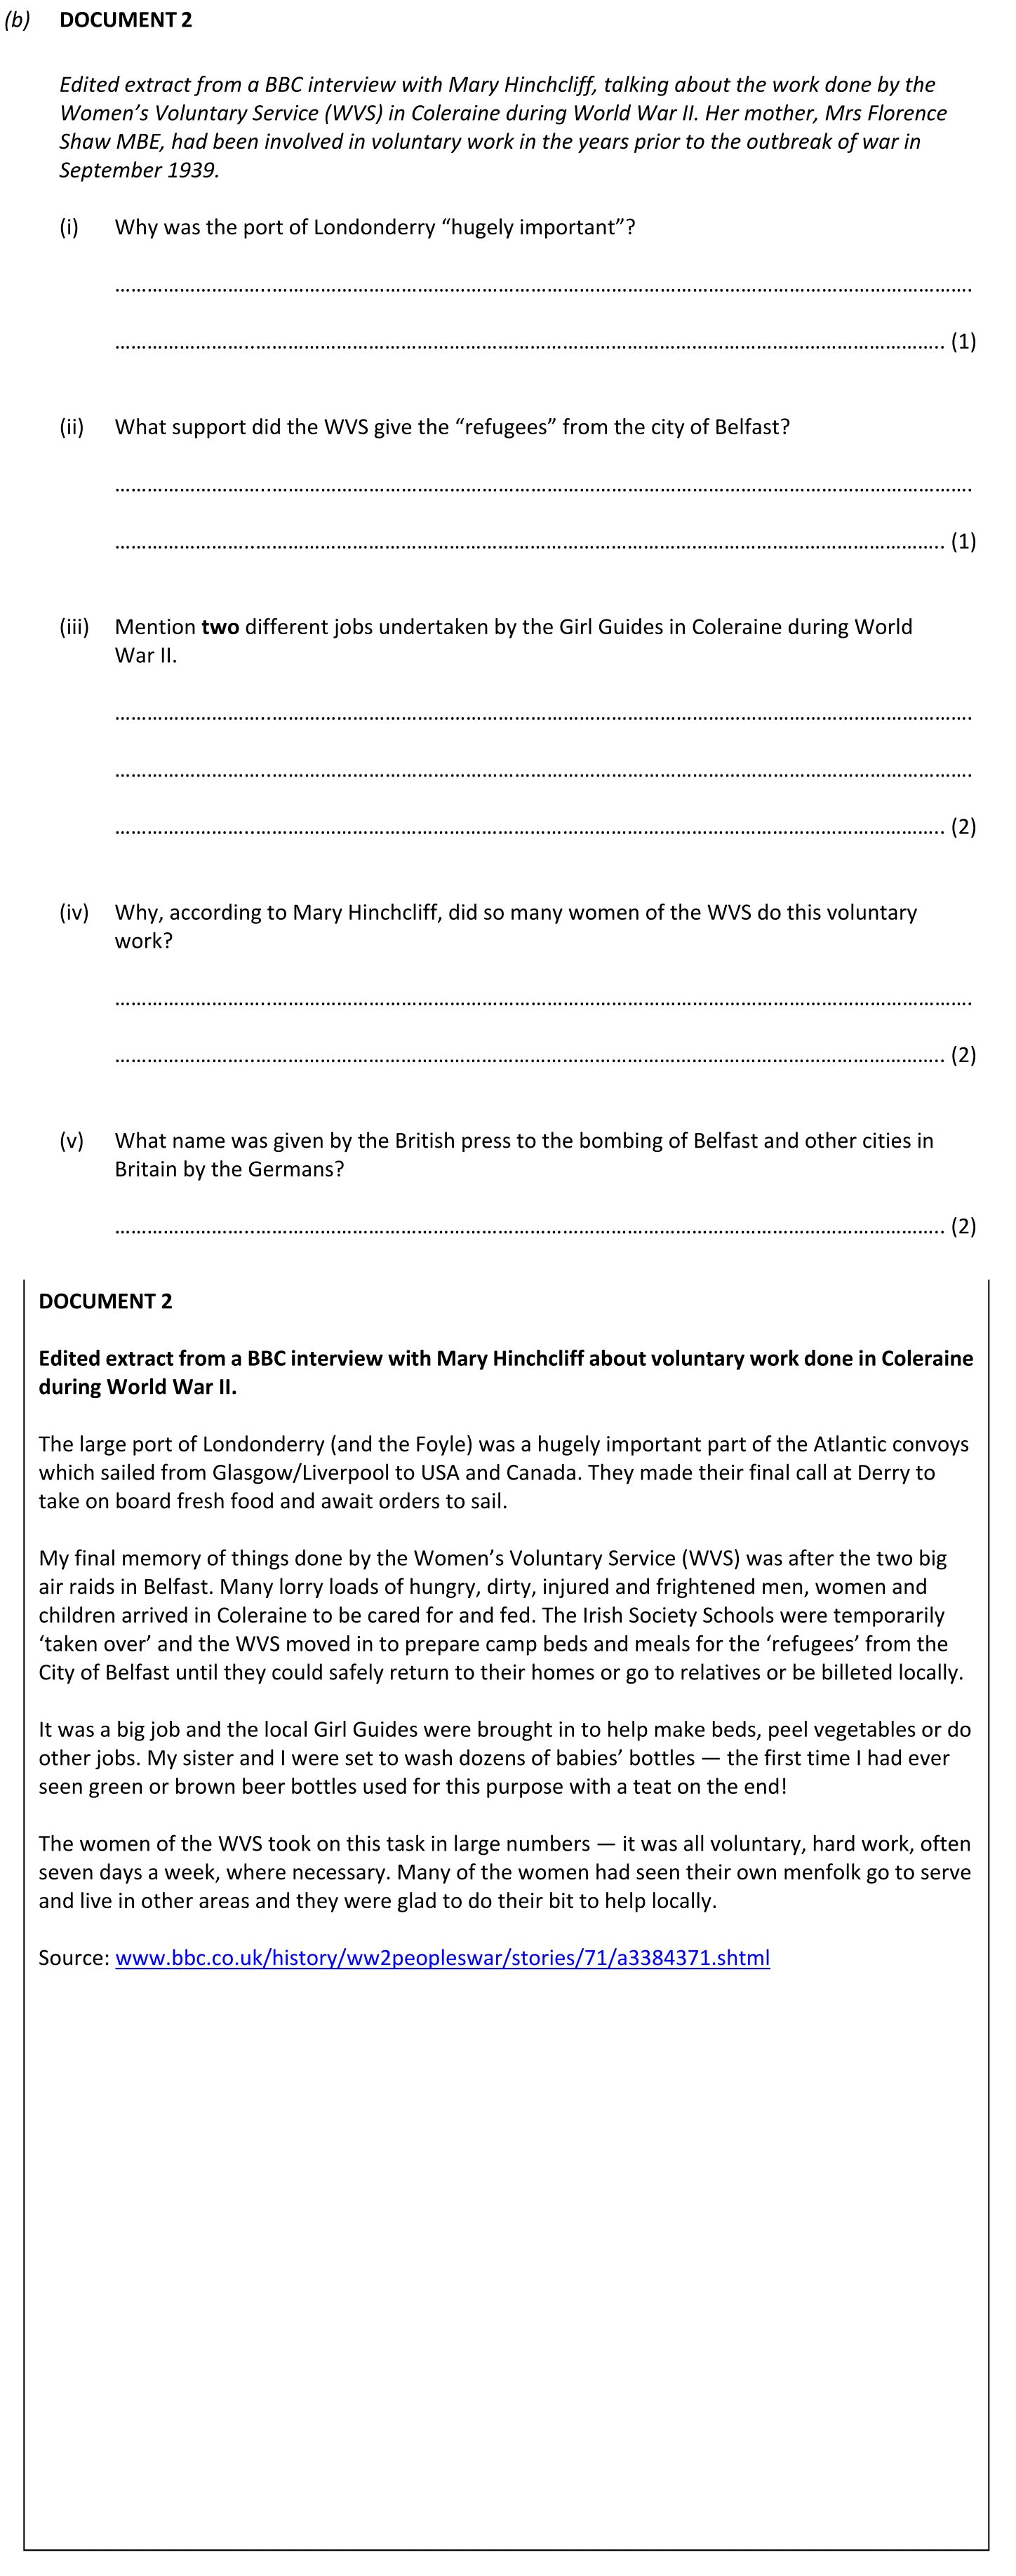 (b) DOCUMENT 2
Edited extract from a BBC interview with Mary Hinchcliff, talking about the work done by the
Women’s Voluntary Service (WVS) in Coleraine during World War II. Her mother, Mrs Florence
Shaw MBE, had been involved in voluntary work in the years prior to the outbreak of war in
September 1939.
(i) Why was the port of Londonderry “hugely important”?
……………………………………………………………………………………………………………………….
…………………………………………………………………………………………………………………….. (1)
(ii) What support did the WVS give the “refugees” from the city of Belfast?
……………………………………………………………………………………………………………………….
…………………………………………………………………………………………………………………….. (1)
(iii) Mention two different jobs undertaken by the Girl Guides in Coleraine during World
War II.
……………………………………………………………………………………………………………………….
……………………………………………………………………………………………………………………….
…………………………………………………………………………………………………………………….. (2)
(iv) Why, according to Mary Hinchcliff, did so many women of the WVS do this voluntary
work?
……………………………………………………………………………………………………………………….
…………………………………………………………………………………………………………………….. (2)
(v) What name was given by the British press to the bombing of Belfast and other cities in
Britain by the Germans?
…………………………………………………………………………………………………………………….. (2)
DOCUMENT 2
Edited extract from a BBC interview with Mary Hinchcliff about voluntary work done in Coleraine
during World War II.
The large port of Londonderry (and the Foyle) was a hugely important part of the Atlantic convoys
which sailed from Glasgow/Liverpool to USA and Canada. They made their final call at Derry to
take on board fresh food and await orders to sail.
My final memory of things done by the Women’s Voluntary Service (WVS) was after the two big
air raids in Belfast. Many lorry loads of hungry, dirty, injured and frightened men, women and
children arrived in Coleraine to be cared for and fed. The Irish Society Schools were temporarily
‘taken over’ and the WVS moved in to prepare camp beds and meals for the ‘refugees’ from the
City of Belfast until they could safely return to their homes or go to relatives or be billeted locally.
It was a big job and the local Girl Guides were brought in to help make beds, peel vegetables or do
other jobs. My sister and I were set to wash dozens of babies’ bottles — the first time I had ever
seen green or brown beer bottles used for this purpose with a teat on the end!
The women of the WVS took on this task in large numbers — it was all voluntary, hard work, often
seven days a week, where necessary. Many of the women had seen their own menfolk go to serve
and live in other areas and they were glad to do their bit to help locally.
Source: www.bbc.co.uk/history/ww2peopleswar/stories/71/a3384371.shtml